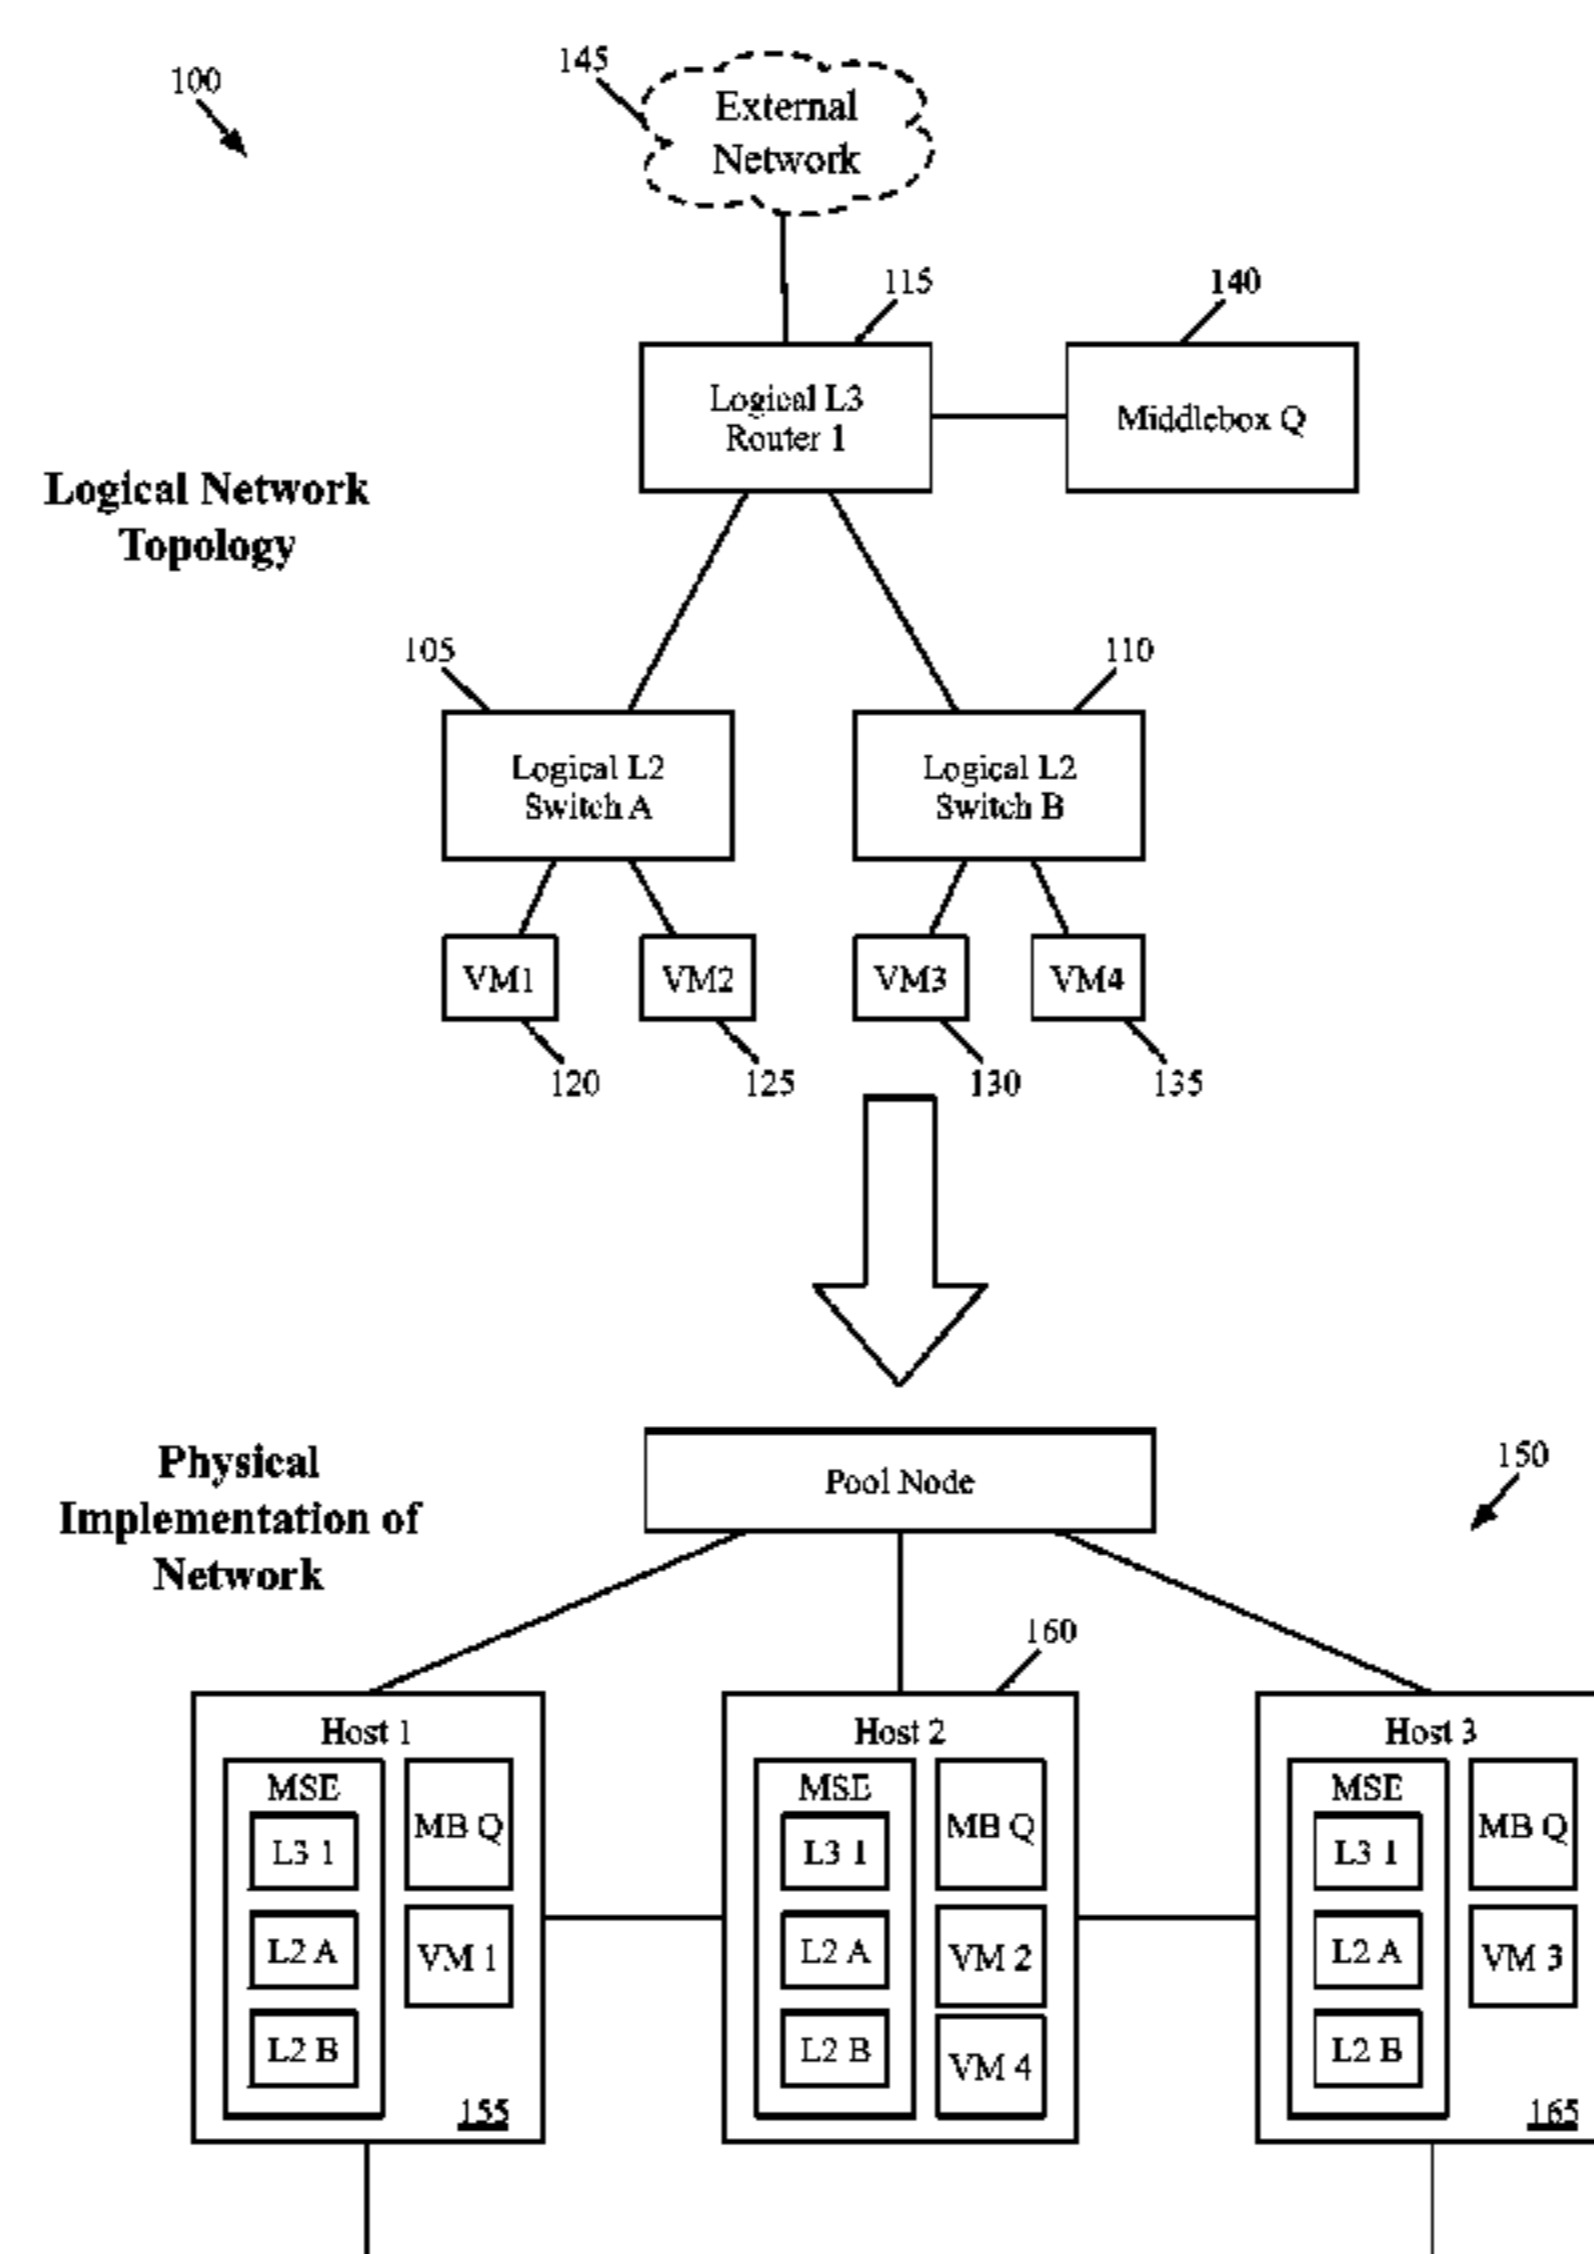 100
145
External
Network
115
140
Logical L3
Router 1
Middlebox Q
Logical Network
Topology
105
110
Logical L2
Switch A
Logical L2
Switch B
VM1
VM2
VM3
VM4
120
125
130
135
Physical
Implementation of
Network
Pool Node
150
160
Host 1
MSE
L3 1
L2 A
L2 B
MB Q
VM 1
155
Host 2
MSE
L3 1
L2 A
L2 B
MB Q
VM 2
VM 4
Host 3
MSE
L3 1
L2 A
L2 B
MB Q
VM 3
165